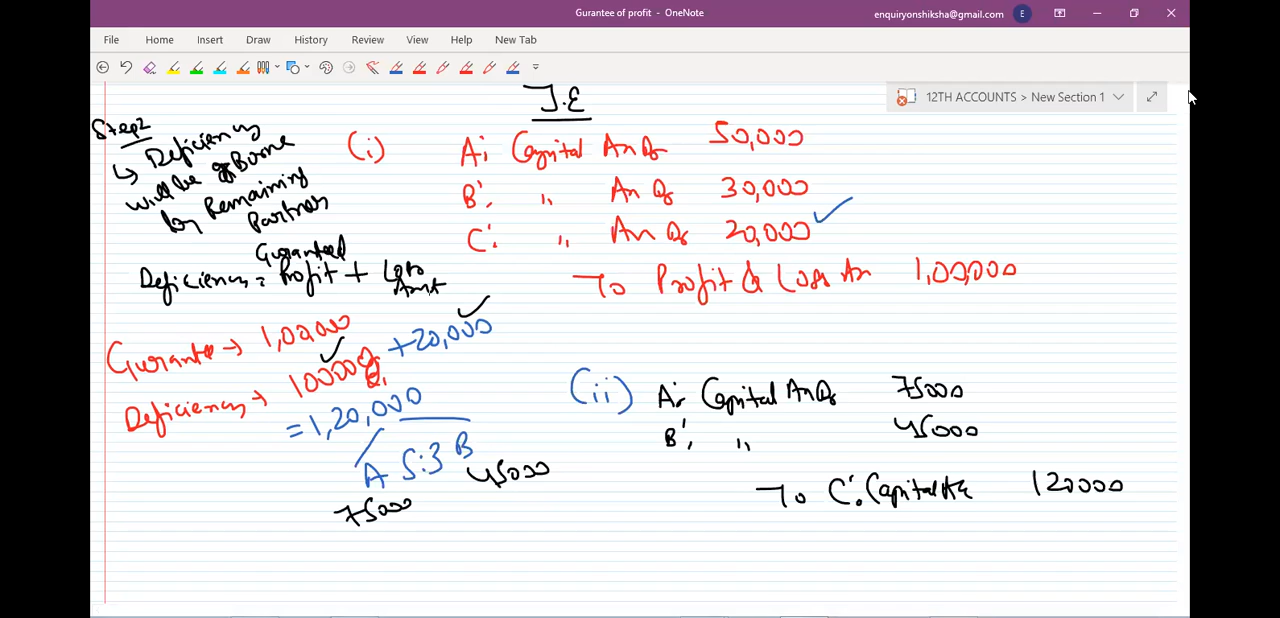 Gurantee of profit - OneNote
enquiryonshiksha@gmail.com E
File Home Insert Draw History Review View Help New Tab
12TH ACCOUNTS > New Section 1
J.E
Step2
↳ Deficiency
will be Borne
by Remaining
Partner
Deficiency = Guranteed Profit + Loss Amt
Gurantee → 1,00,000
Deficiency → 100000 + 20,000
= 1,20,000
A 5:3 B
75000 45000
(i) A's Capital A/c Dr 50,000
B's " A/c Dr 30,000
C's " A/c Dr 20,000
To Profit & Loss A/c 1,00,000
(ii) A's Capital A/c Dr 75000
B's " 45000
To C's Capital A/c 120000